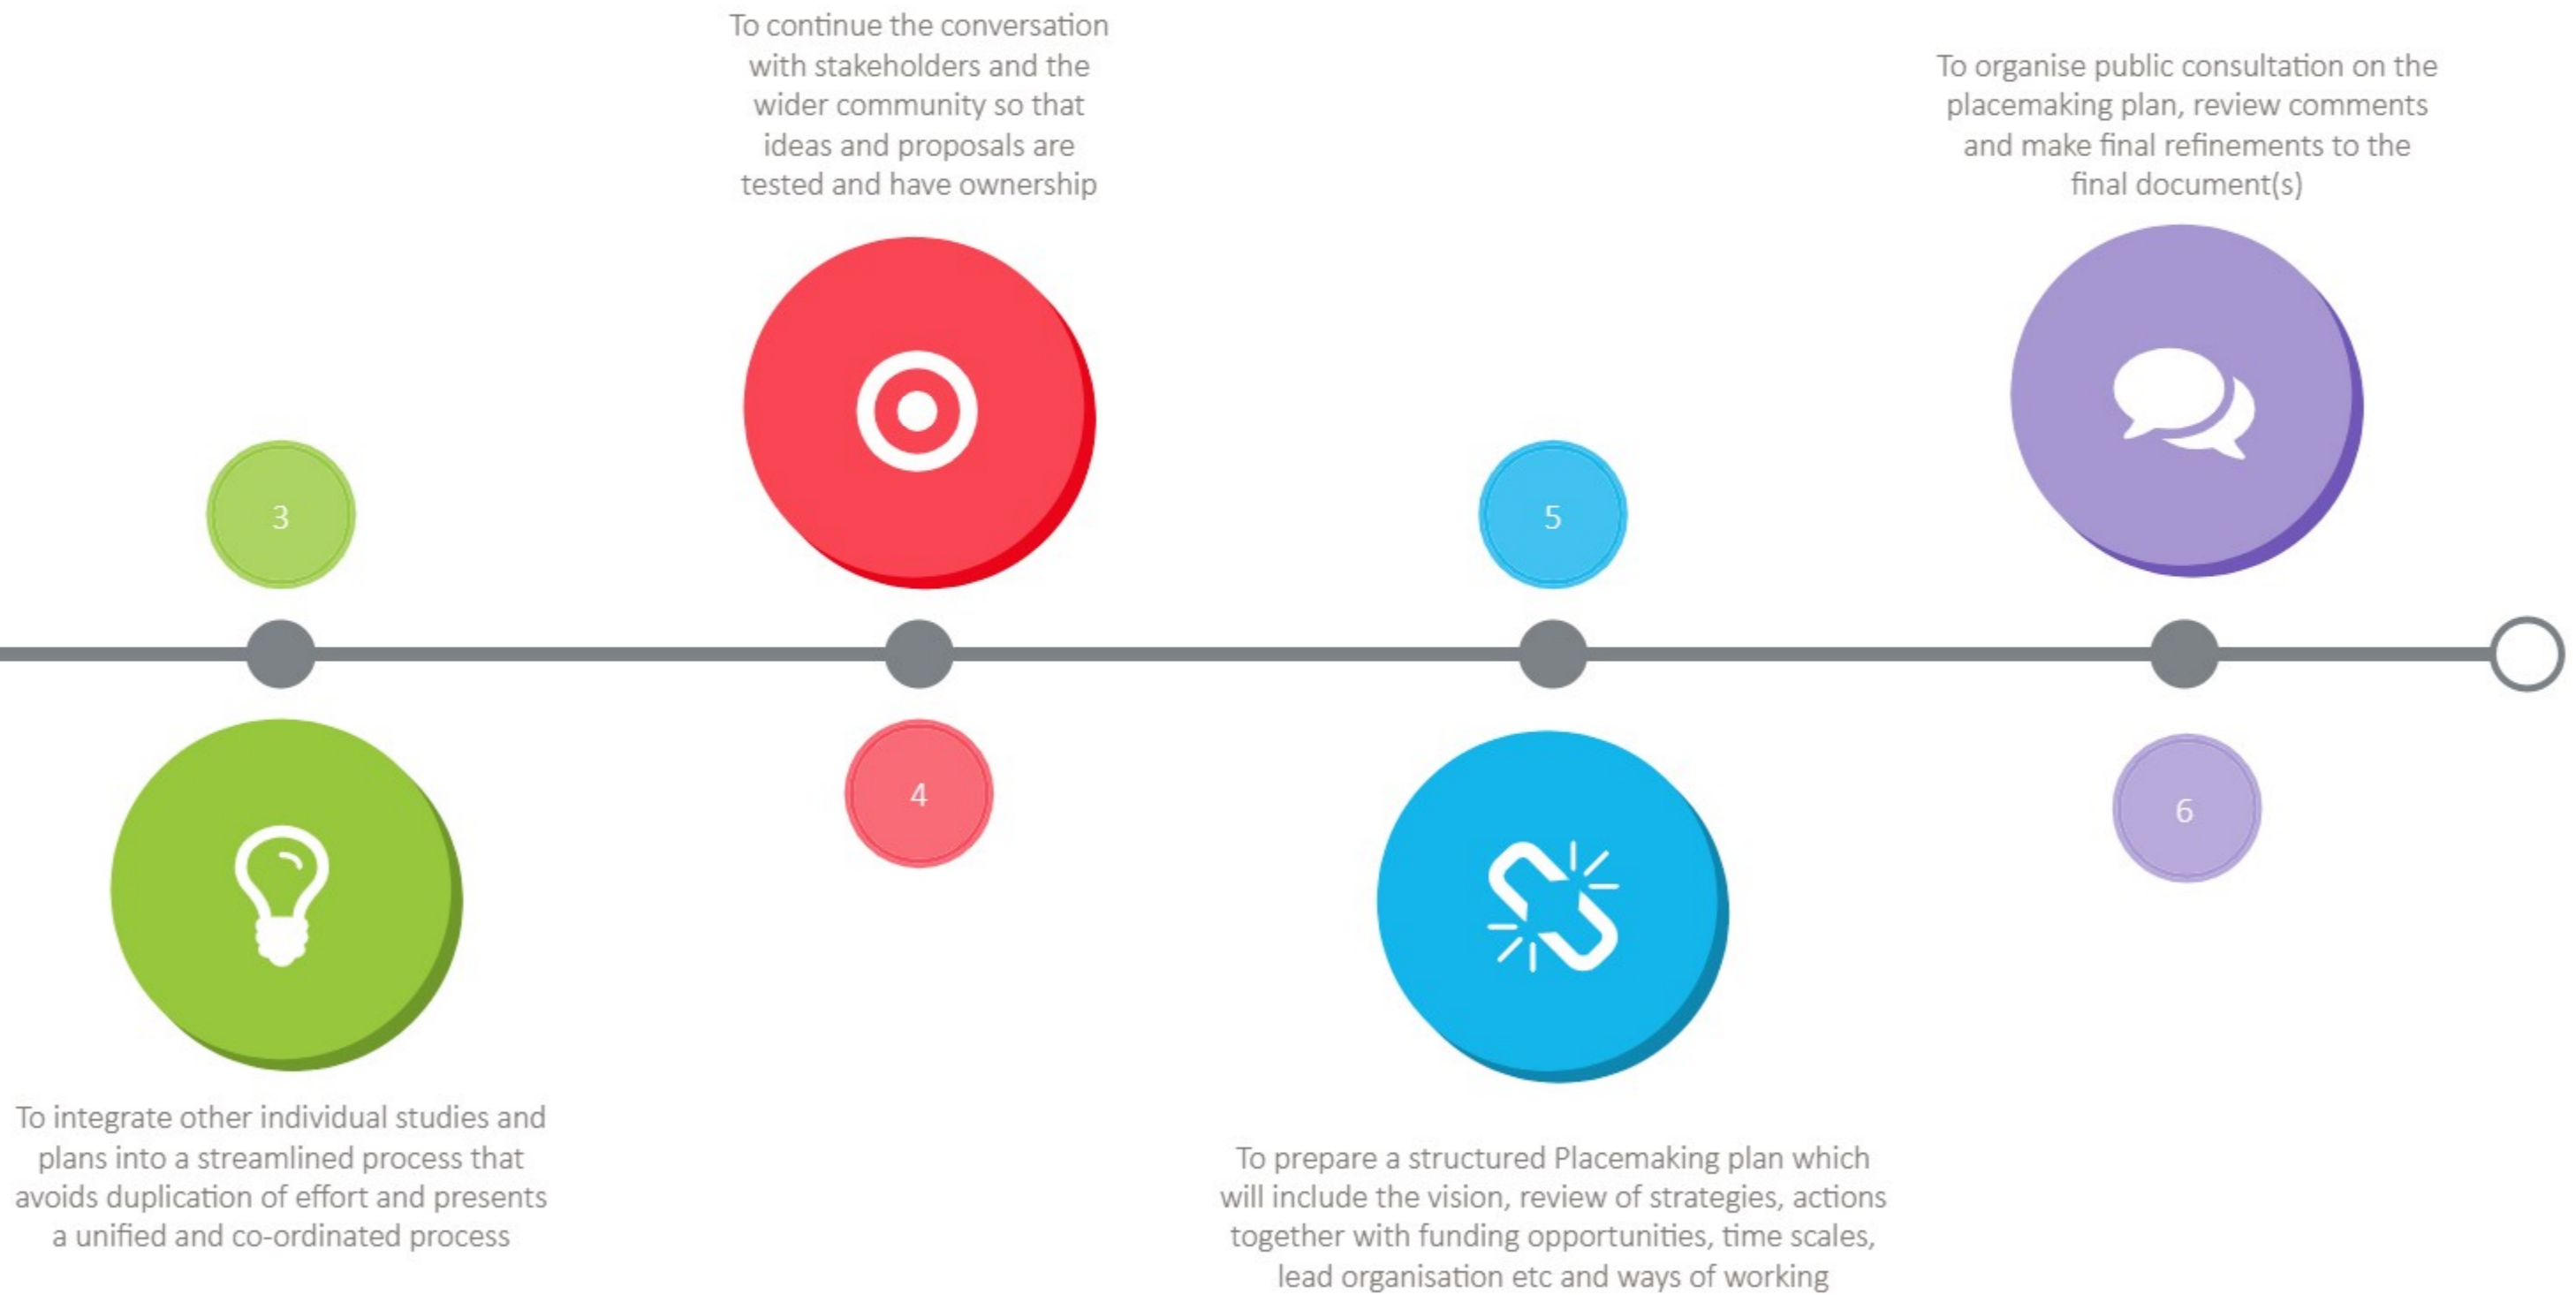 3
To integrate other individual studies and
plans into a streamlined process that
avoids duplication of effort and presents
a unified and co-ordinated process
To continue the conversation
with stakeholders and the
wider community so that
ideas and proposals are
tested and have ownership
4
5
To prepare a structured Placemaking plan which
will include the vision, review of strategies, actions
together with funding opportunities, time scales,
lead organisation etc and ways of working
To organise public consultation on the
placemaking plan, review comments
and make final refinements to the
final document(s)
6